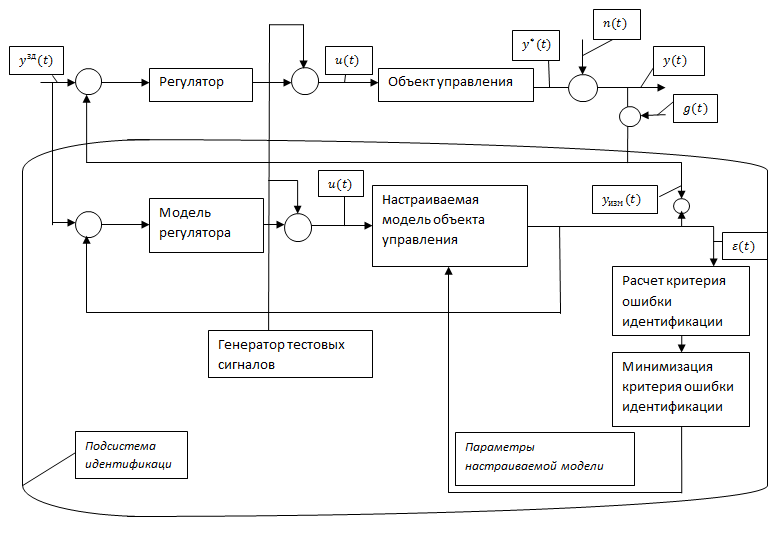 n(t)
yᶻᵈ(t)
u(t)
y*(t)
y(t)
Регулятор
Объект управления
g(t)
u(t)
y_изм(t)
Модель
регулятора
Настраиваемая
модель объекта
управления
ε(t)
Расчет критерия
ошибки
идентификации
Генератор тестовых
сигналов
Минимизация
критерия ошибки
идентификации
Подсистема
идентификаци
Параметры
настраиваемой модели